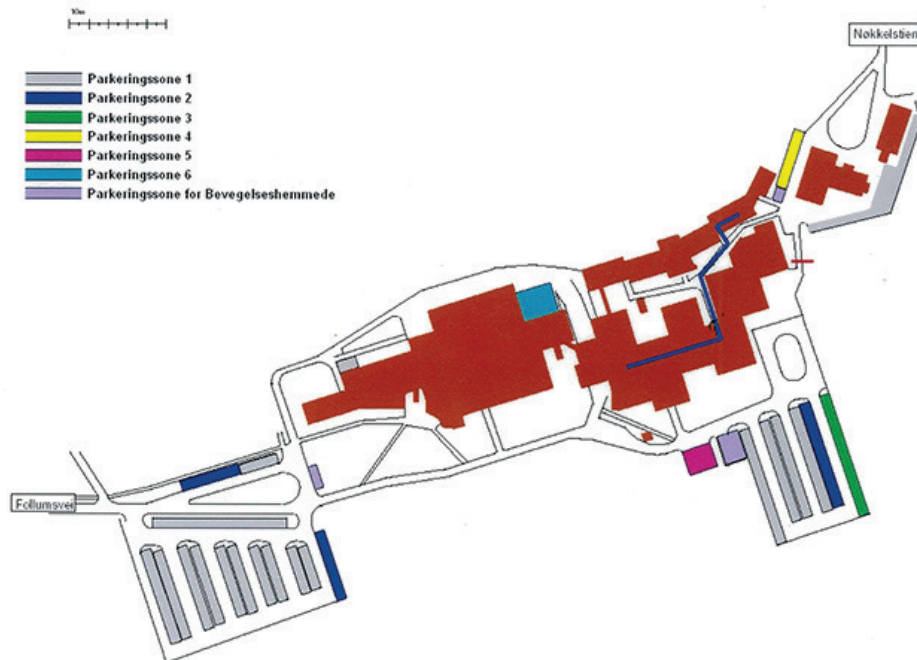 10m
Nøkkelstien
Parkeringssone 1
Parkeringssone 2
Parkeringssone 3
Parkeringssone 4
Parkeringssone 5
Parkeringssone 6
Parkeringssone for Bevegelseshemmede
Follumsvei